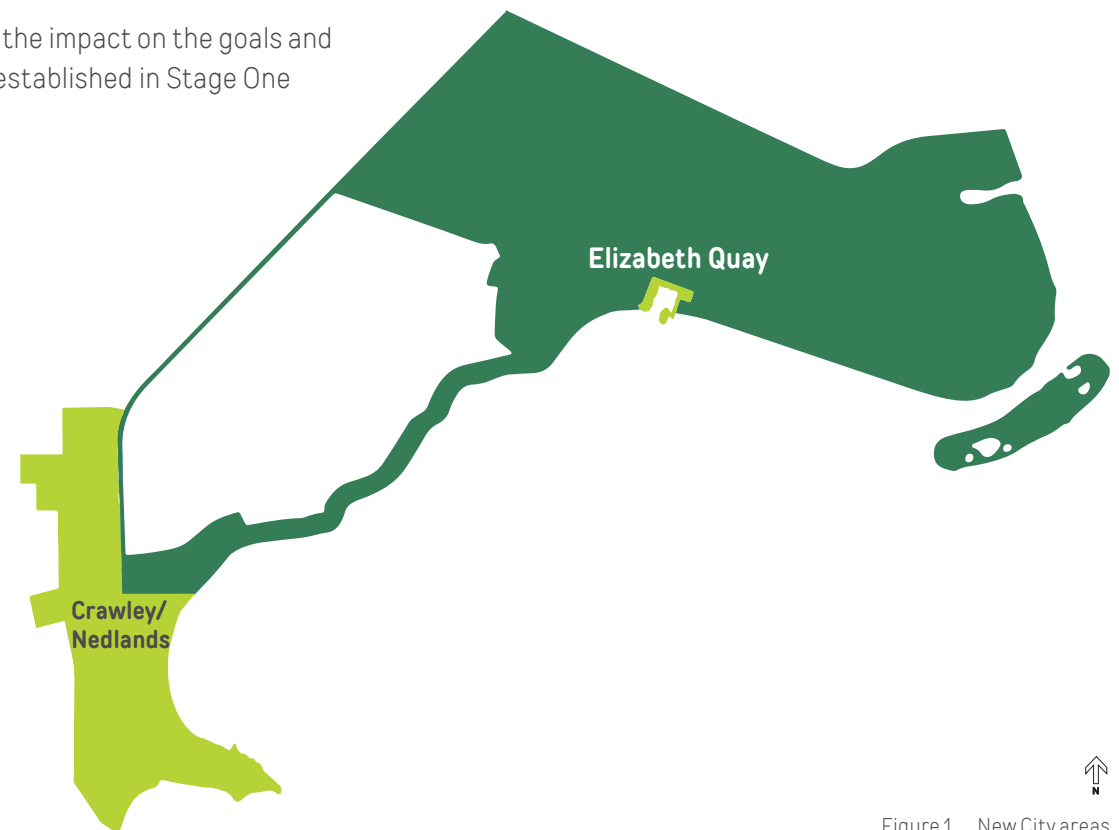 the impact on the goals and
established in Stage One
Elizabeth Quay
Crawley/
Nedlands
N
Figure 1 New City areas